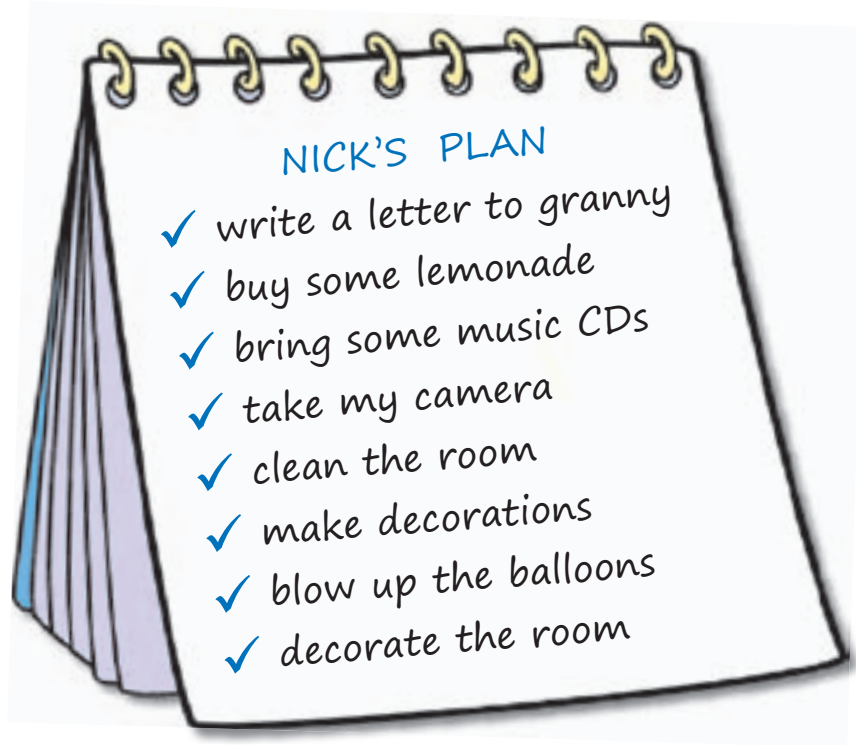 NICK'S PLAN
✓ write a letter to granny
✓ buy some lemonade
✓ bring some music CDs
✓ take my camera
✓ clean the room
✓ make decorations
✓ blow up the balloons
✓ decorate the room